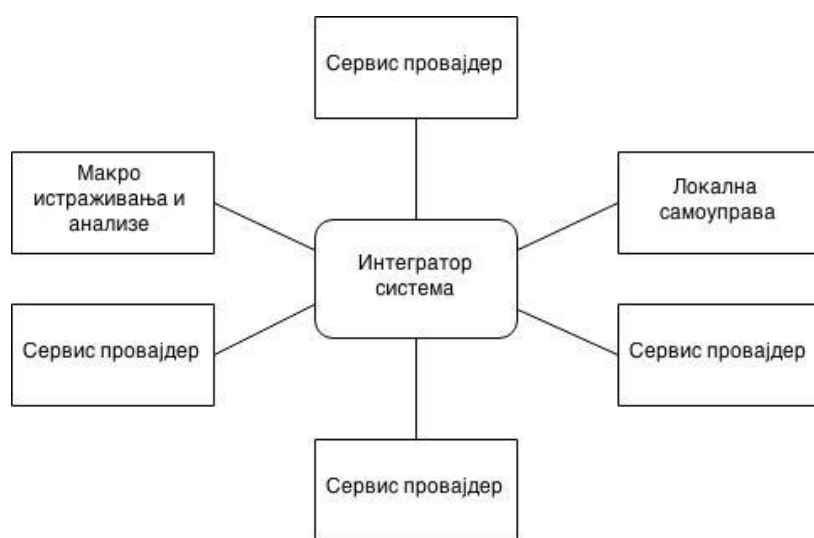 Сервис провајдер
Макро
истраживања и
анализе
Локална
самоуправа
Интегратор
система
Сервис провајдер
Сервис провајдер
Сервис провајдер